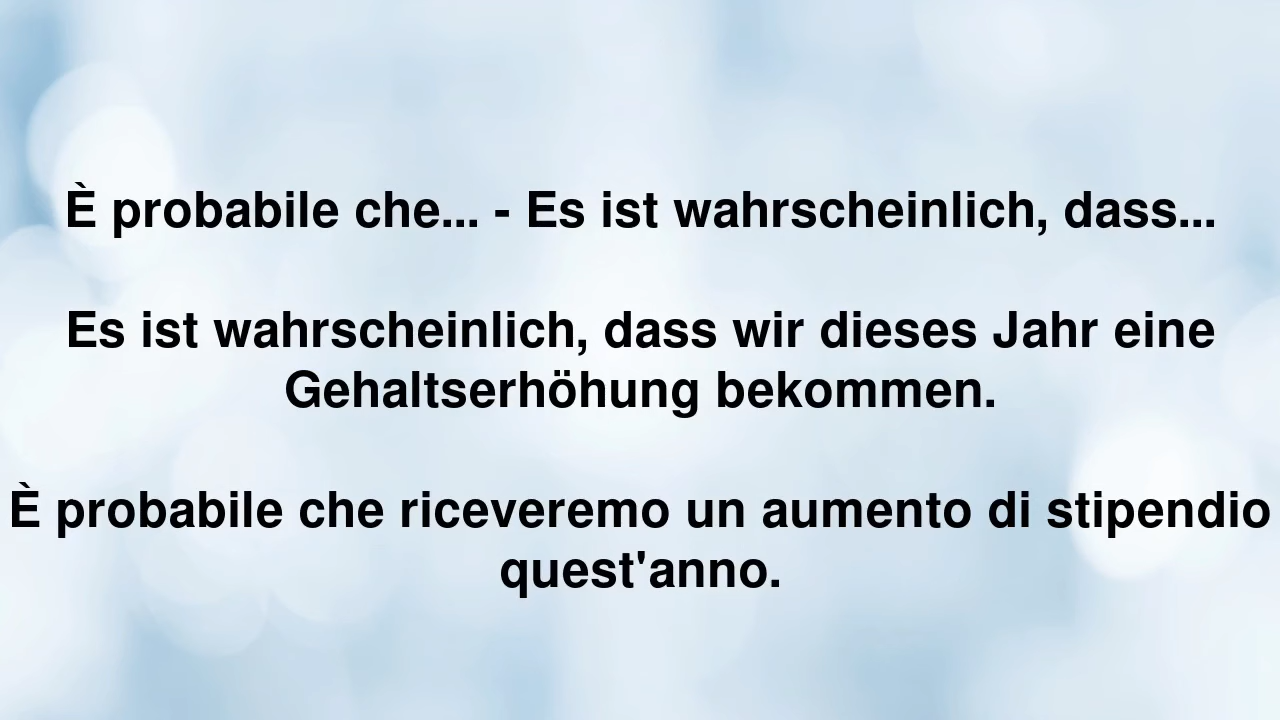 È probabile che... - Es ist wahrscheinlich, dass...
Es ist wahrscheinlich, dass wir dieses Jahr eine
Gehaltserhöhung bekommen.
È probabile che riceveremo un aumento di stipendio
quest'anno.